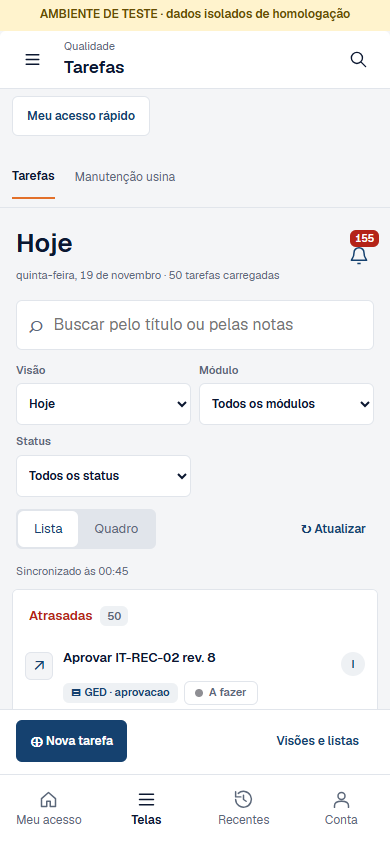 AMBIENTE DE TESTE · dados isolados de homologação
Qualidade
Tarefas
Meu acesso rápido
Tarefas
Manutenção usina
Hoje
155
quinta-feira, 19 de novembro · 50 tarefas carregadas
Buscar pelo título ou pelas notas
Visão
Módulo
Hoje
Todos os módulos
Status
Todos os status
Lista
Quadro
↻ Atualizar
Sincronizado às 00:45
Atrasadas
50
Aprovar IT-REC-02 rev. 8
I
GED · aprovacao
A fazer
Nova tarefa
Visões e listas
Meu acesso
Telas
Recentes
Conta